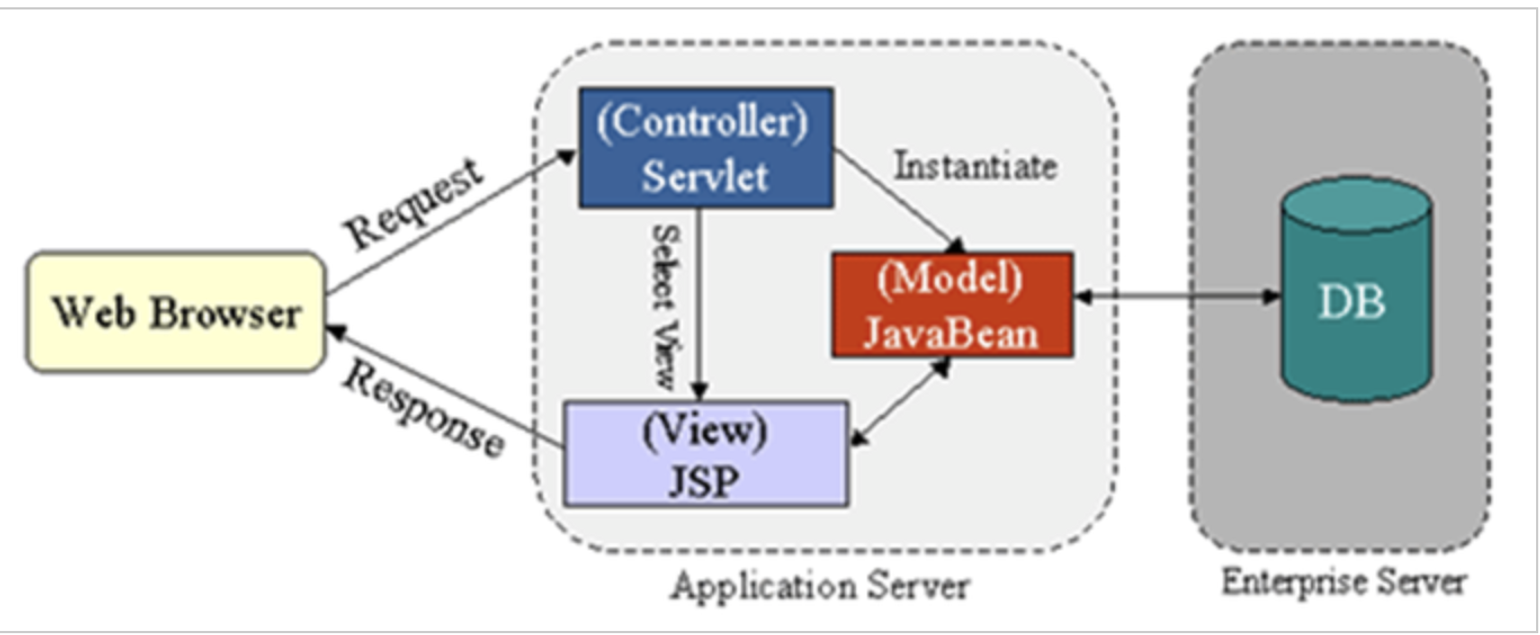 (Controller)
Servlet
Instantiate
Request
Select View
Web Browser
(Model)
JavaBean
DB
Response
(View)
JSP
Application Server
Enterprise Server